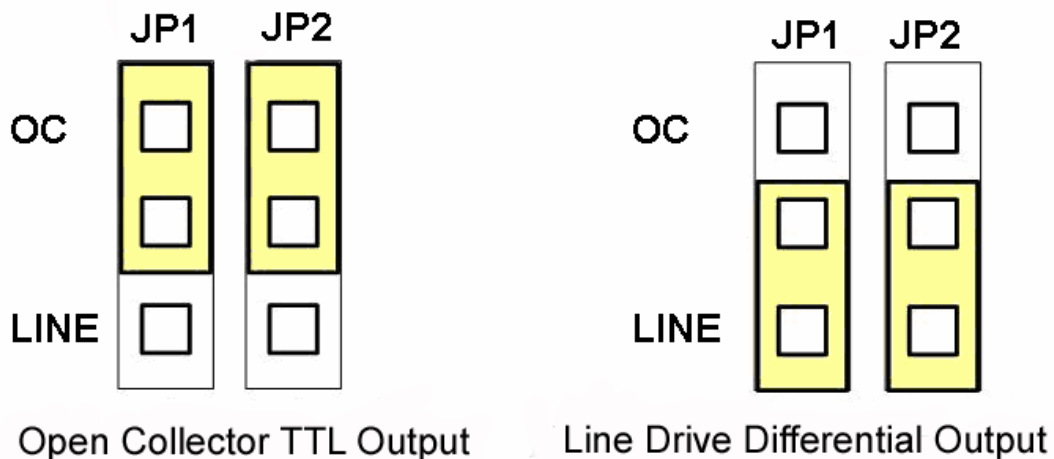 JP1 JP2
OC
LINE
Open Collector TTL Output
JP1 JP2
OC
LINE
Line Drive Differential Output